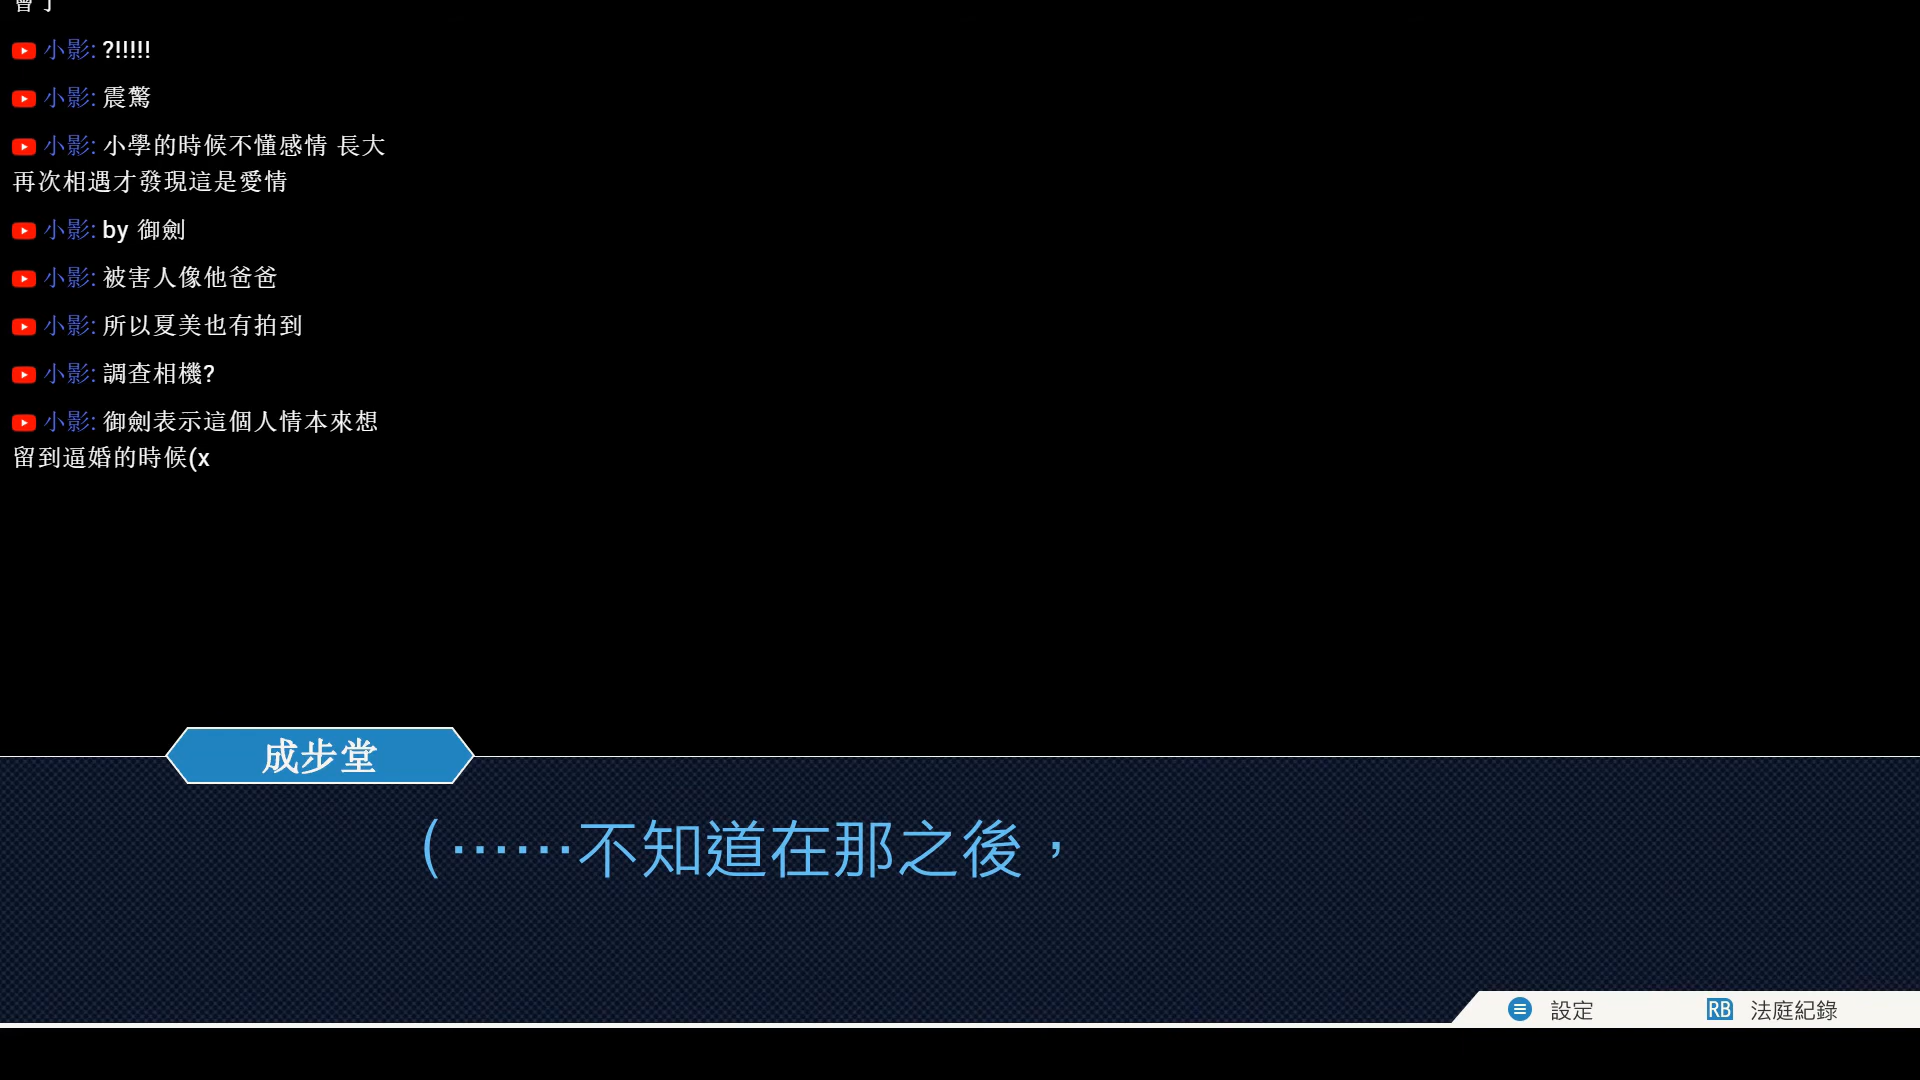 會了
小影: ?!!!!!
小影: 震驚
小影: 小學的時候不懂感情 長大
再次相遇才發現這是愛情
小影: by 御劍
小影: 被害人像他爸爸
小影: 所以夏美也有拍到
小影: 調查相機?
小影: 御劍表示這個人情本來想
留到逼婚的時候(x
成步堂
（⋯⋯不知道在那之後，
設定
RB 法庭紀錄